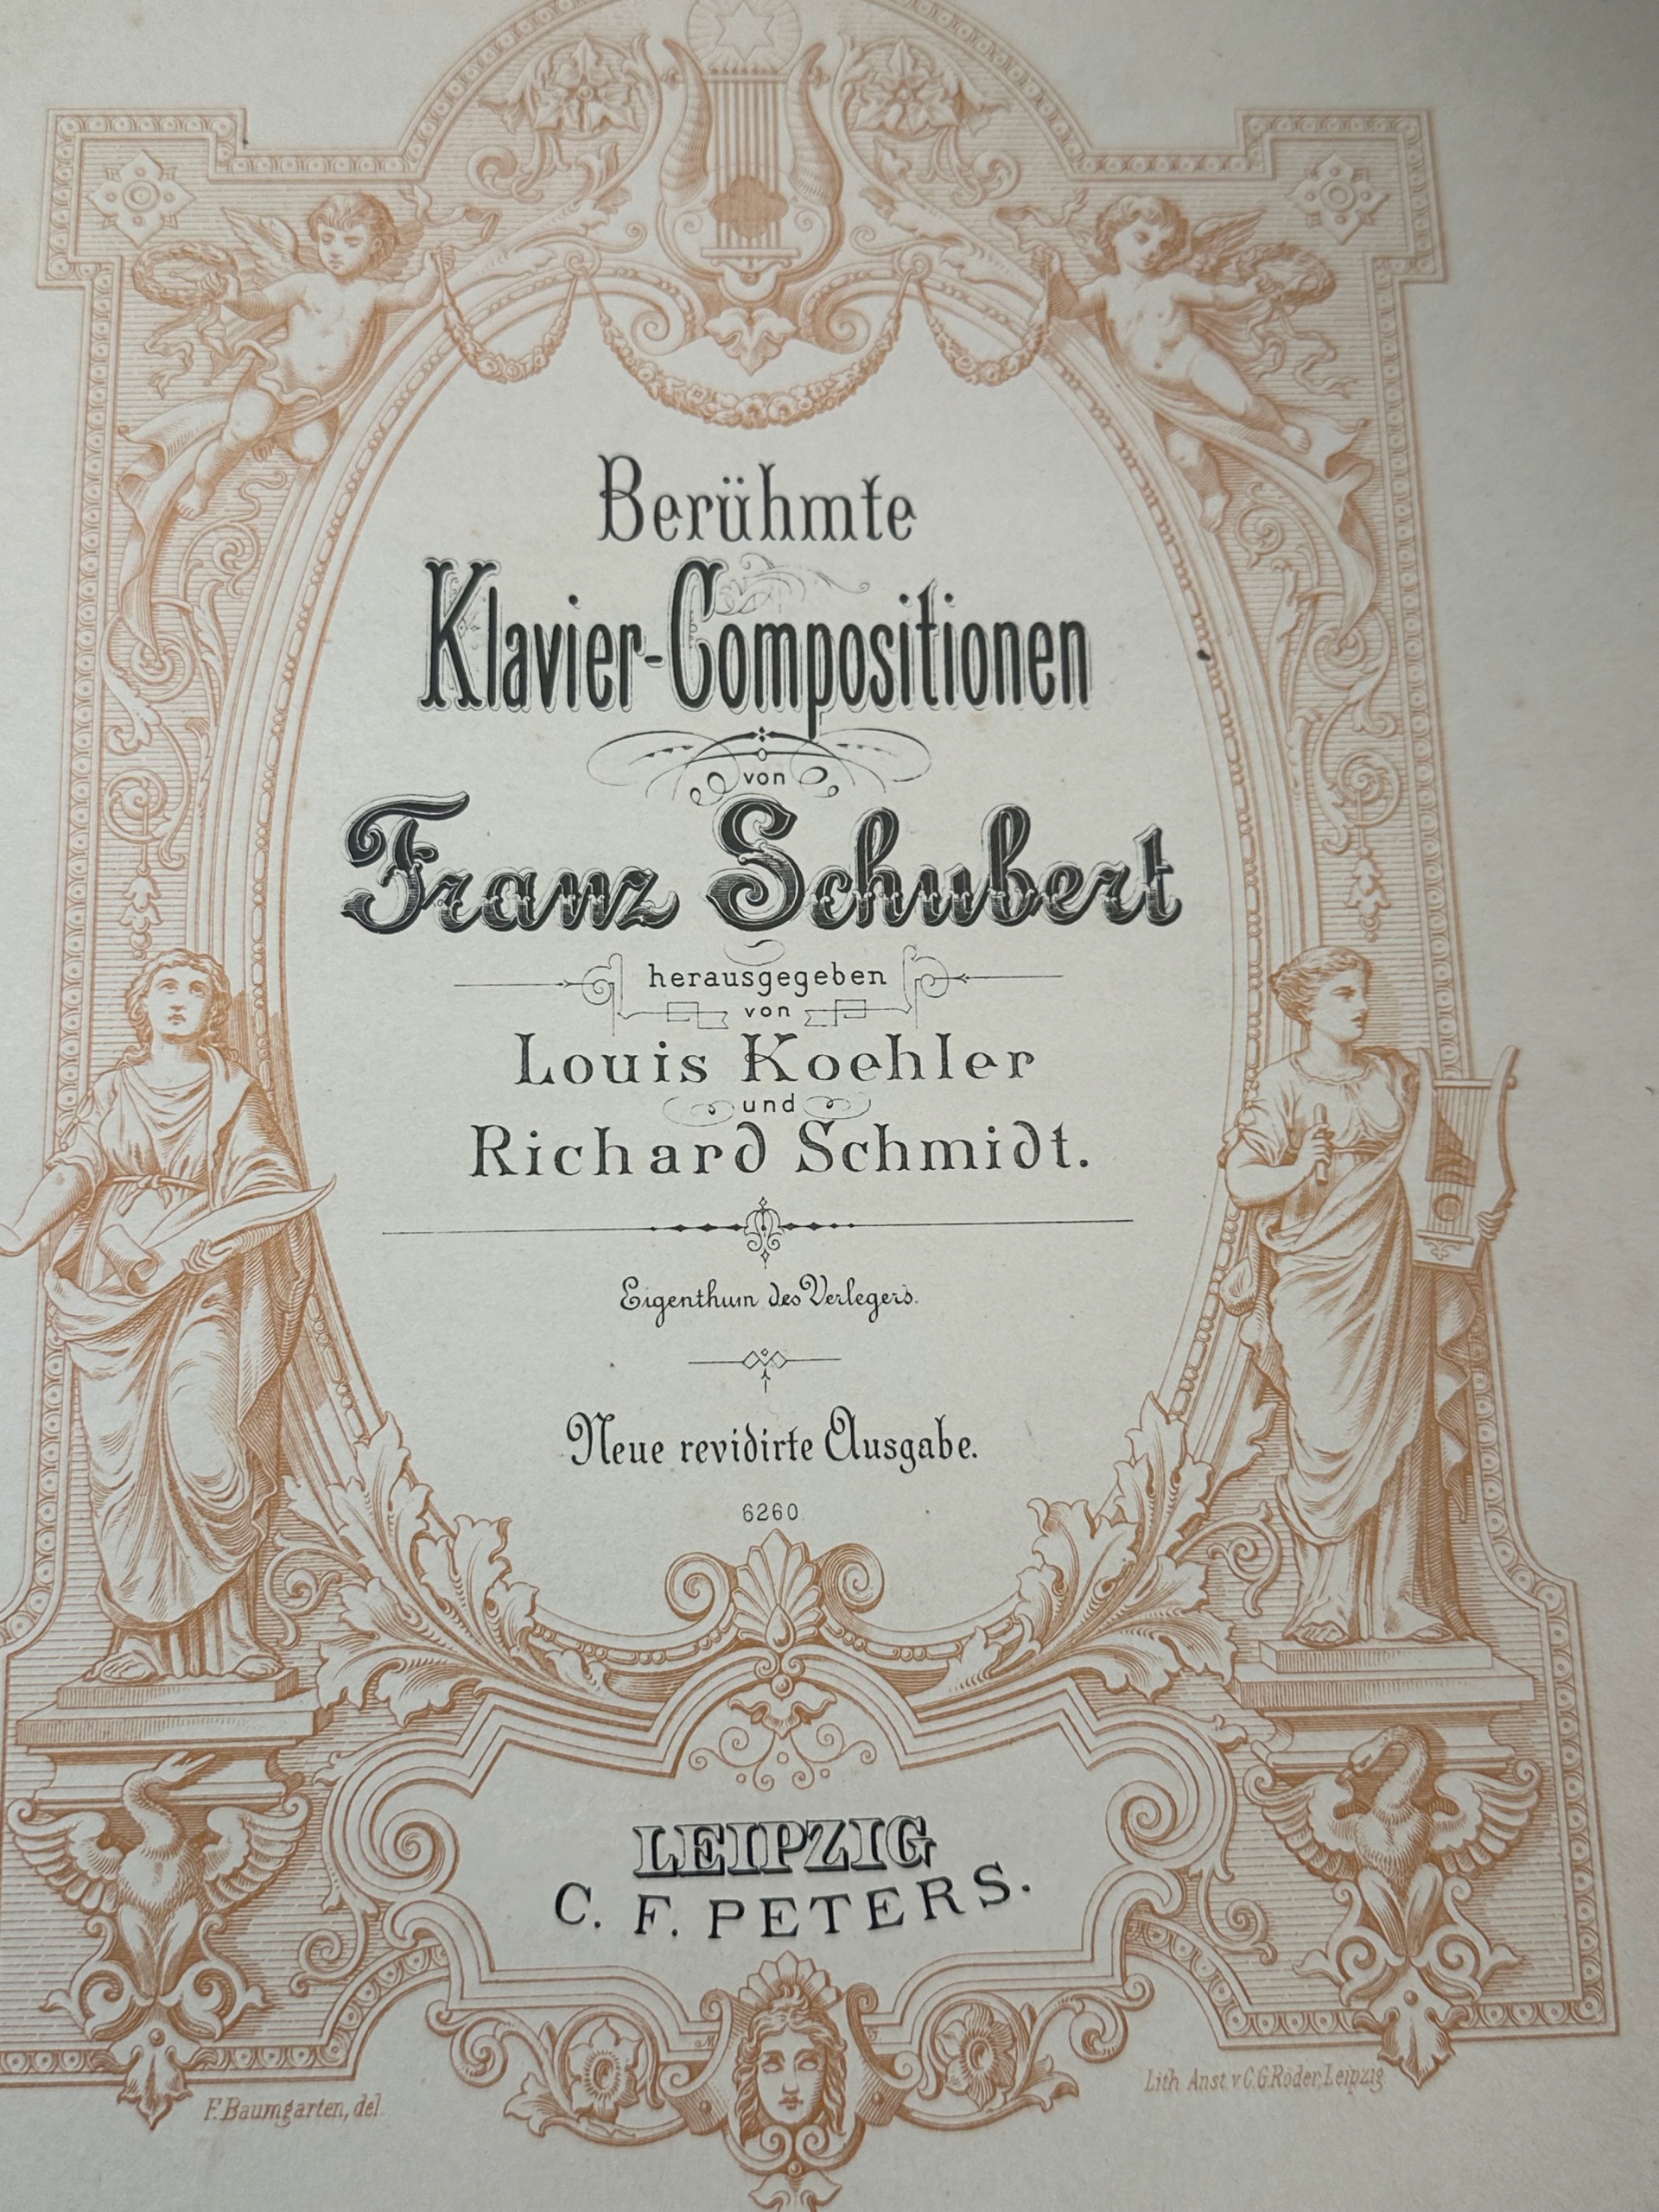 Berühmte
Klavier-Compositionen
von
Franz Schubert
herausgegeben
von
Louis Koehler
und
Richard Schmidt.
Eigenthum des Verlegers.
Neue revidirte Ausgabe.
6260
LEIPZIG
C. F. PETERS.
F. Baumgarten, del.
Lith. Anst. v. C. G. Röder, Leipzig